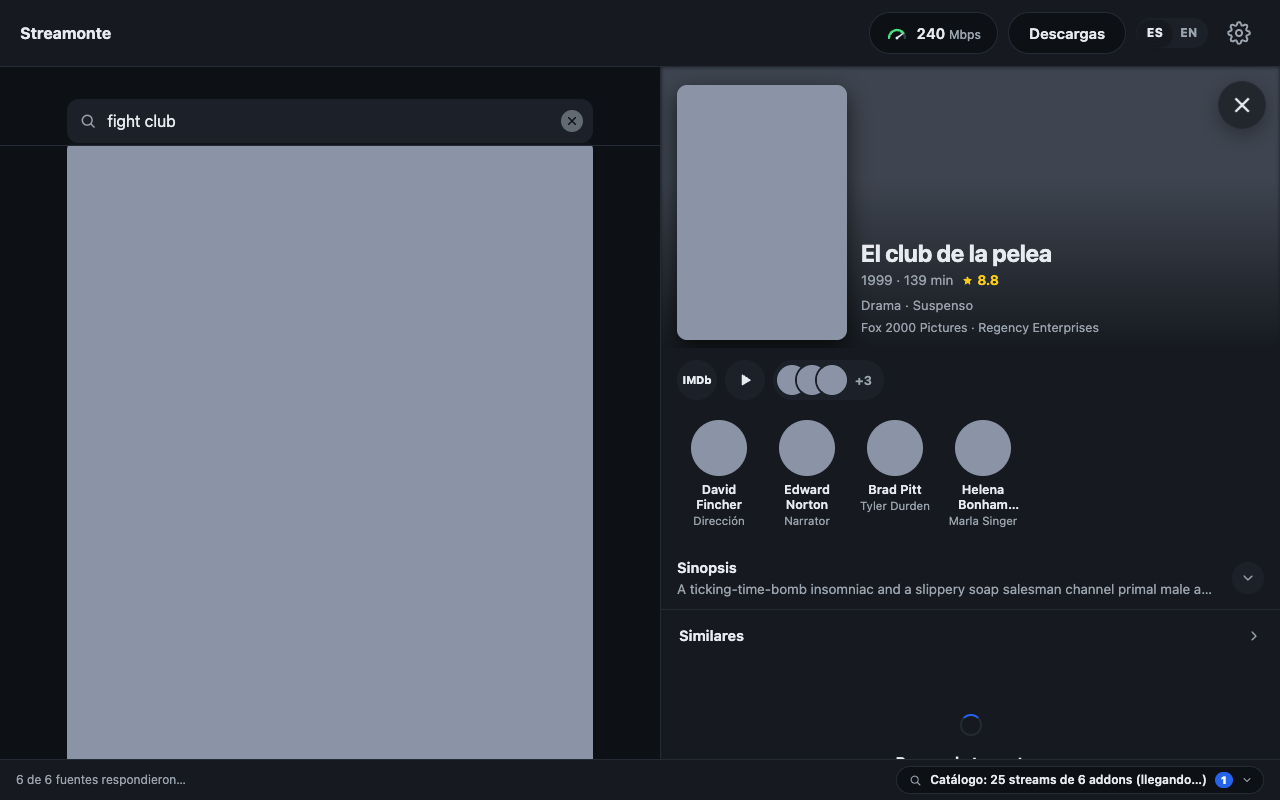 Streamonte
240 Mbps
Descargas
ES EN
fight club
El club de la pelea
1999 · 139 min ★ 8.8
Drama · Suspenso
Fox 2000 Pictures · Regency Enterprises
IMDb
+3
David Fincher
Dirección
Edward Norton
Narrator
Brad Pitt
Tyler Durden
Helena Bonham...
Marla Singer
Sinopsis
A ticking-time-bomb insomniac and a slippery soap salesman channel primal male a...
Similares
6 de 6 fuentes respondieron...
Catálogo: 25 streams de 6 addons (llegando...) 1